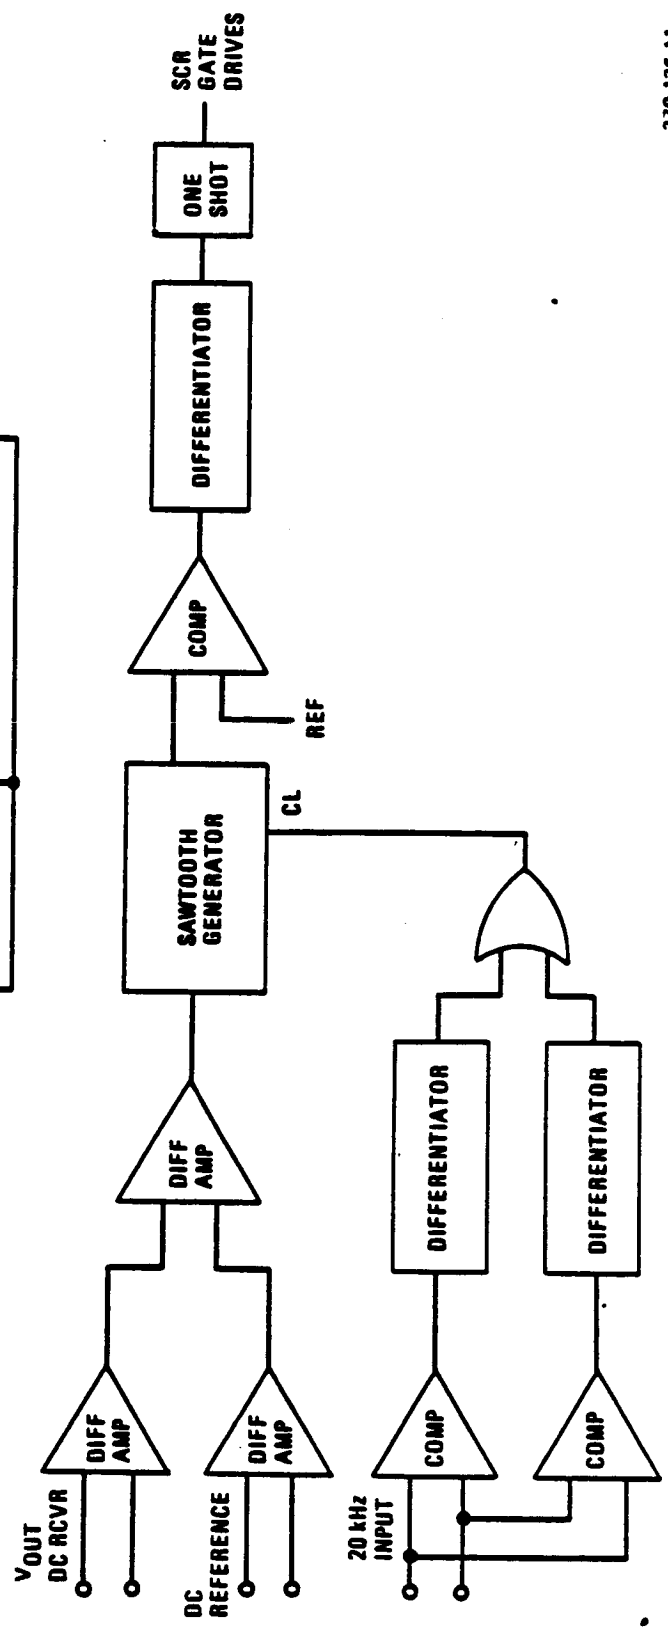 V_OUT
DC RCVR
DIFF
AMP
DC
REFERENCE
DIFF
AMP
DIFF
AMP
SAWTOOTH
GENERATOR
CL
COMP
REF
DIFFERENTIATOR
ONE
SHOT
SCR
GATE
DRIVES
20 kHz
INPUT
COMP
DIFFERENTIATOR
COMP
DIFFERENTIATOR